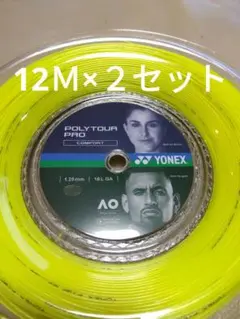 12M×２セット
POLYTOUR
PRO
COMFORT
YONEX
1.25mm | 16L GA
AO